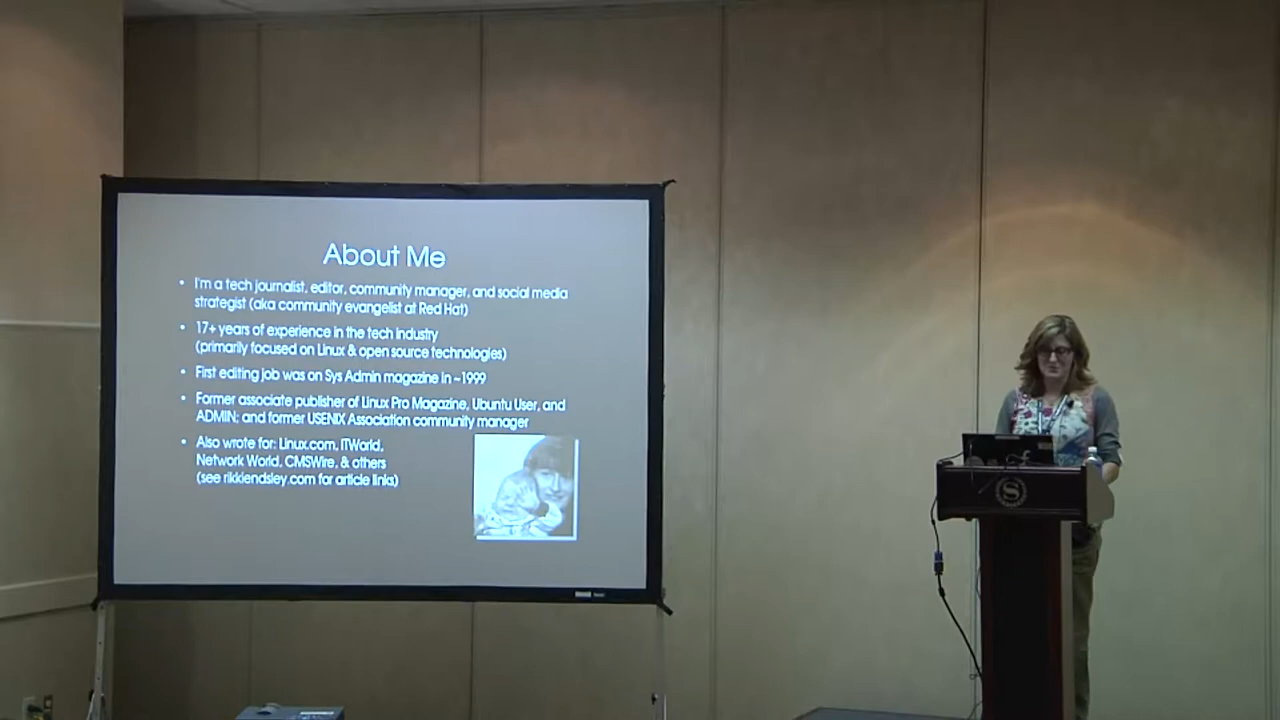 About Me
• I'm a tech journalist, editor, community manager, and social media
strategist (aka community evangelist at Red Hat)
• 17+ years of experience in the tech industry
(primarily focused on Linux & open source technologies)
• First editing job was on Sys Admin magazine in ~1999
• Former associate publisher of Linux Pro Magazine, Ubuntu User, and
ADMIN; and former USENIX Association community manager
• Also wrote for: Linux.com, ITWorld,
Network World, CMSWire, & others
(see rikkiendsley.com for article links)
S